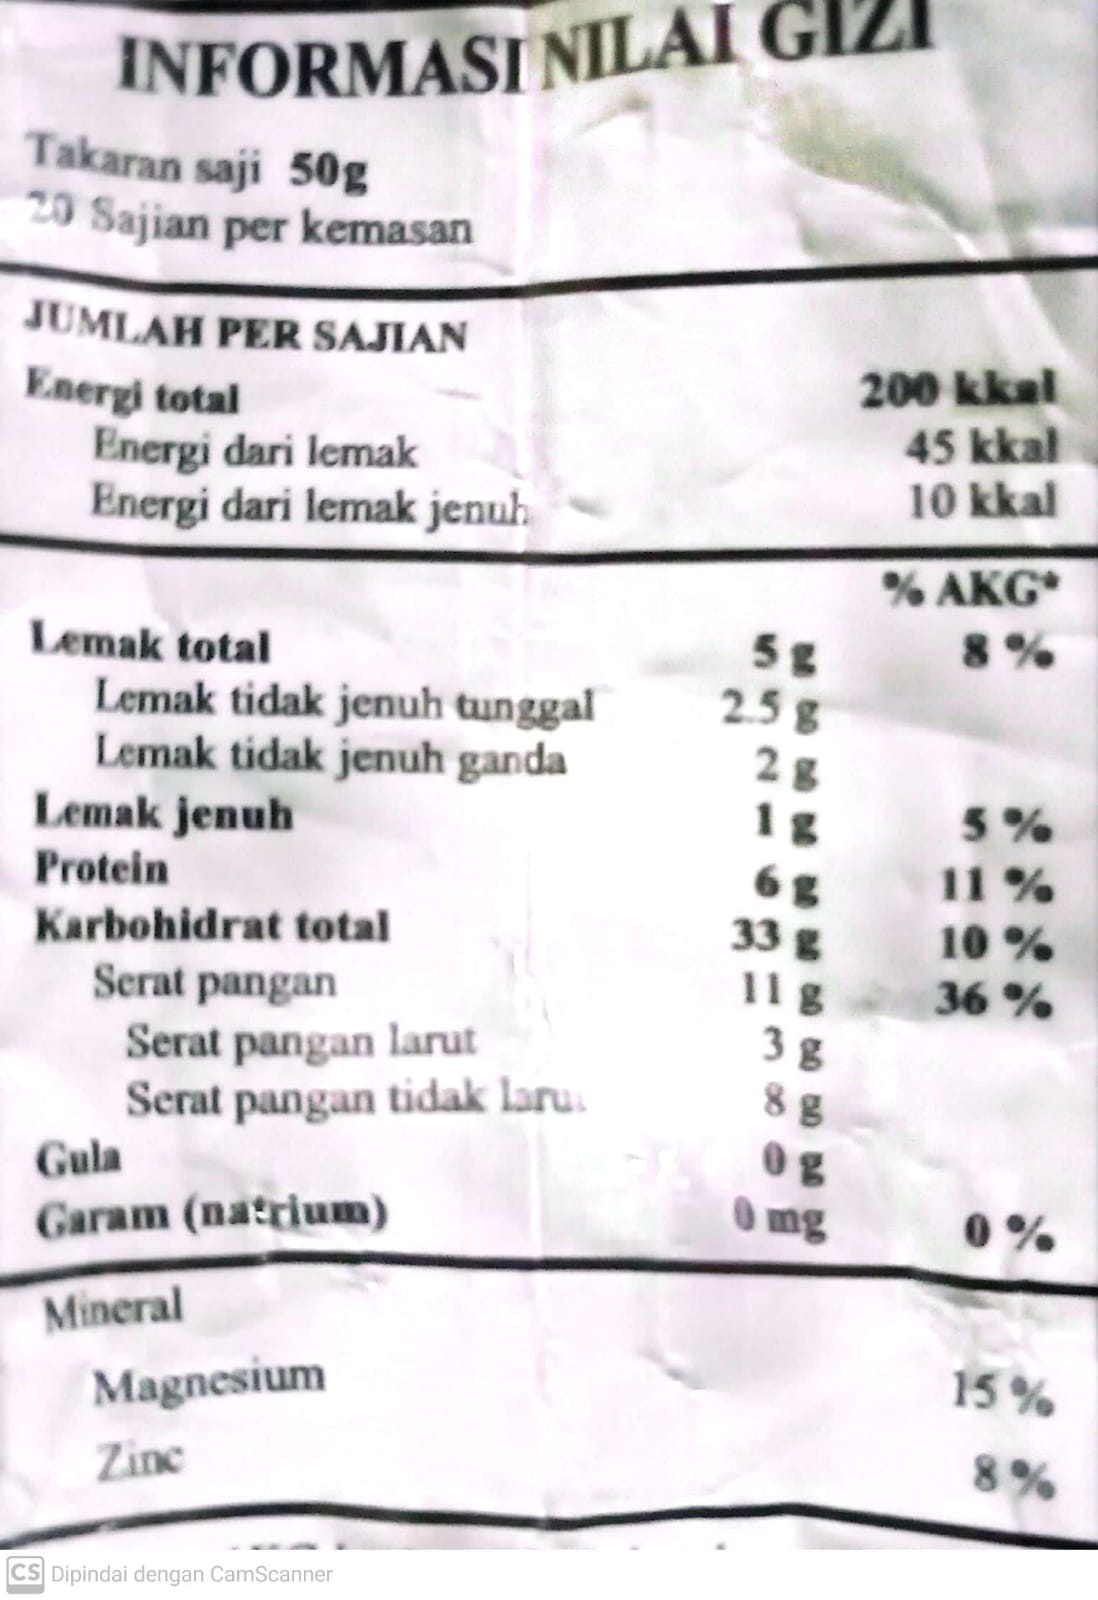 INFORMASI NILAI GIZI
Takaran saji 50g
20 Sajian per kemasan
JUMLAH PER SAJIAN
Energi total 200 kkal
Energi dari lemak 45 kkal
Energi dari lemak jenuh 10 kkal
% AKG*
Lemak total 5 g 8 %
Lemak tidak jenuh tunggal 2.5 g
Lemak tidak jenuh ganda 2 g
Lemak jenuh 1 g 5 %
Protein 6 g 11 %
Karbohidrat total 33 g 10 %
Serat pangan 11 g 36 %
Serat pangan larut 3 g
Serat pangan tidak larut 8 g
Gula 0 g
Garam (natrium) 0 mg 0 %
Mineral
Magnesium 15 %
Zinc 8 %
CS Dipindai dengan CamScanner